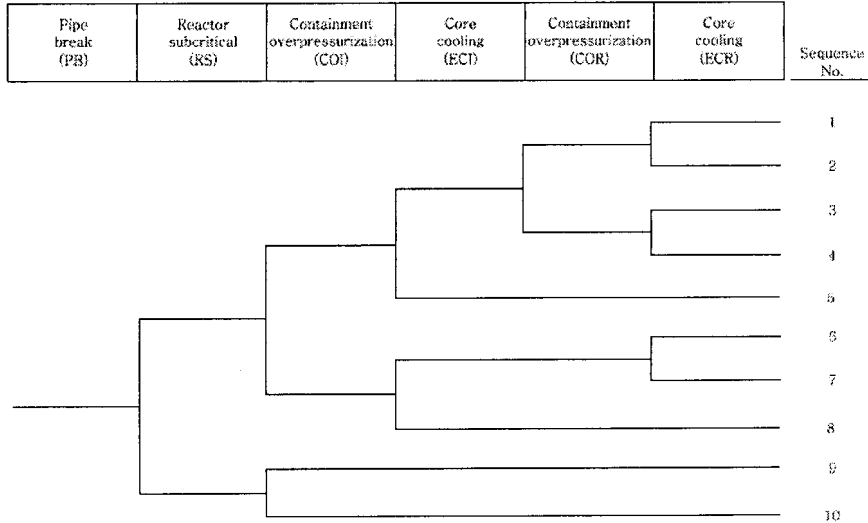 Pipe
break
(PB)
Reactor
subcritical
(RS)
Containment
overpressurization
(COI)
Core
cooling
(ECI)
Containment
overpressurization
(COR)
Core
cooling
(ECR)
Sequence
No.
1
2
3
4
5
6
7
8
9
10